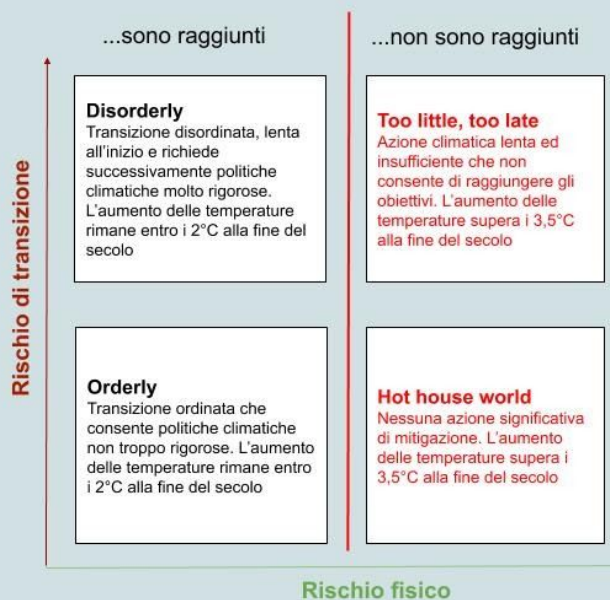 ...sono raggiunti
...non sono raggiunti
Rischio di transizione
Disorderly
Transizione disordinata, lenta
all'inizio e richiede
successivamente politiche
climatiche molto rigorose.
L'aumento delle temperature
rimane entro i 2°C alla fine del
secolo
Too little, too late
Azione climatica lenta ed
insufficiente che non
consente di raggiungere gli
obiettivi. L'aumento delle
temperature supera i 3,5°C
alla fine del secolo
Orderly
Transizione ordinata che
consente politiche climatiche
non troppo rigorose. L'aumento
delle temperature rimane entro
i 2°C alla fine del secolo
Hot house world
Nessuna azione significativa
di mitigazione. L'aumento
delle temperature supera i
3,5°C alla fine del secolo
Rischio fisico